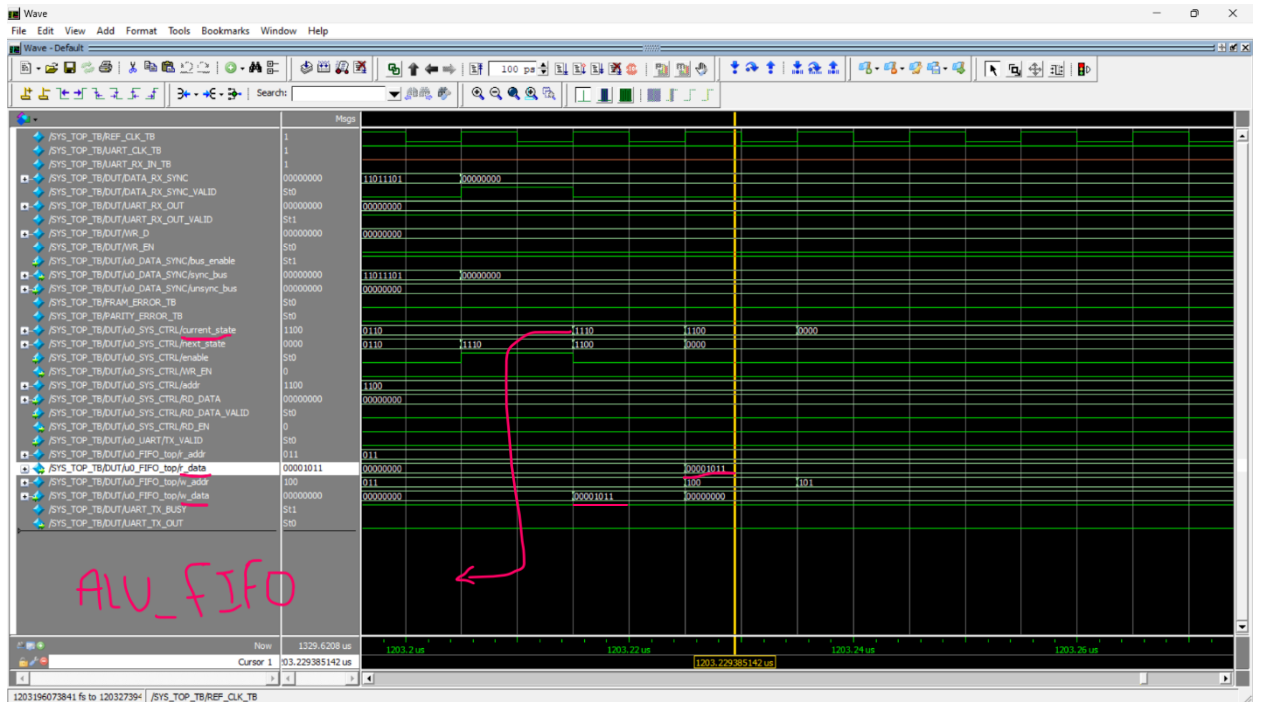 Wave
File Edit View Add Format Tools Bookmarks Window Help
Wave - Default
100 ps
Search:
Msgs
/SYS_TOP_TB/REF_CLK_TB 1
/SYS_TOP_TB/UART_CLK_TB 1
/SYS_TOP_TB/UART_RX_IN_TB 1
/SYS_TOP_TB/DUT/DATA_RX_SYNC 00000000 11011101 00000000
/SYS_TOP_TB/DUT/DATA_RX_SYNC_VALID St0
/SYS_TOP_TB/DUT/UART_RX_OUT 00000000 00000000
/SYS_TOP_TB/DUT/UART_RX_OUT_VALID St1
/SYS_TOP_TB/DUT/WR_D 00000000 00000000
/SYS_TOP_TB/DUT/WR_EN St0
/SYS_TOP_TB/DUT/u0_DATA_SYNC/bus_enable St1
/SYS_TOP_TB/DUT/u0_DATA_SYNC/sync_bus 00000000 11011101 00000000
/SYS_TOP_TB/DUT/u0_DATA_SYNC/unsync_bus 00000000 00000000
/SYS_TOP_TB/FRAM_ERROR_TB St0
/SYS_TOP_TB/PARITY_ERROR_TB St0
/SYS_TOP_TB/DUT/u0_SYS_CTRL/current_state 1100 0110 1110 1100 0000
/SYS_TOP_TB/DUT/u0_SYS_CTRL/next_state 0000 0110 1110 1100 0000
/SYS_TOP_TB/DUT/u0_SYS_CTRL/enable St0
/SYS_TOP_TB/DUT/u0_SYS_CTRL/WR_EN 0
/SYS_TOP_TB/DUT/u0_SYS_CTRL/addr 1100 1100
/SYS_TOP_TB/DUT/u0_SYS_CTRL/RD_DATA 00000000 00000000
/SYS_TOP_TB/DUT/u0_SYS_CTRL/RD_DATA_VALID St0
/SYS_TOP_TB/DUT/u0_SYS_CTRL/RD_EN 0
/SYS_TOP_TB/DUT/u0_UART/TX_VALID St0
/SYS_TOP_TB/DUT/u0_FIFO_top/r_addr 011 011
/SYS_TOP_TB/DUT/u0_FIFO_top/r_data 00001011 00000000 00001011
/SYS_TOP_TB/DUT/u0_FIFO_top/w_addr 100 011 100 101
/SYS_TOP_TB/DUT/u0_FIFO_top/w_data 00000000 00000000 00001011 00000000
/SYS_TOP_TB/DUT/UART_TX_BUSY St1
/SYS_TOP_TB/DUT/UART_TX_OUT St0
ALU_FIFO
Now 1329.6208 us 1203.2 us 1203.22 us 1203.24 us 1203.26 us
Cursor 1 03.229385142 us 1203.229385142 us
1203196073841 fs to 120327394 /SYS_TOP_TB/REF_CLK_TB